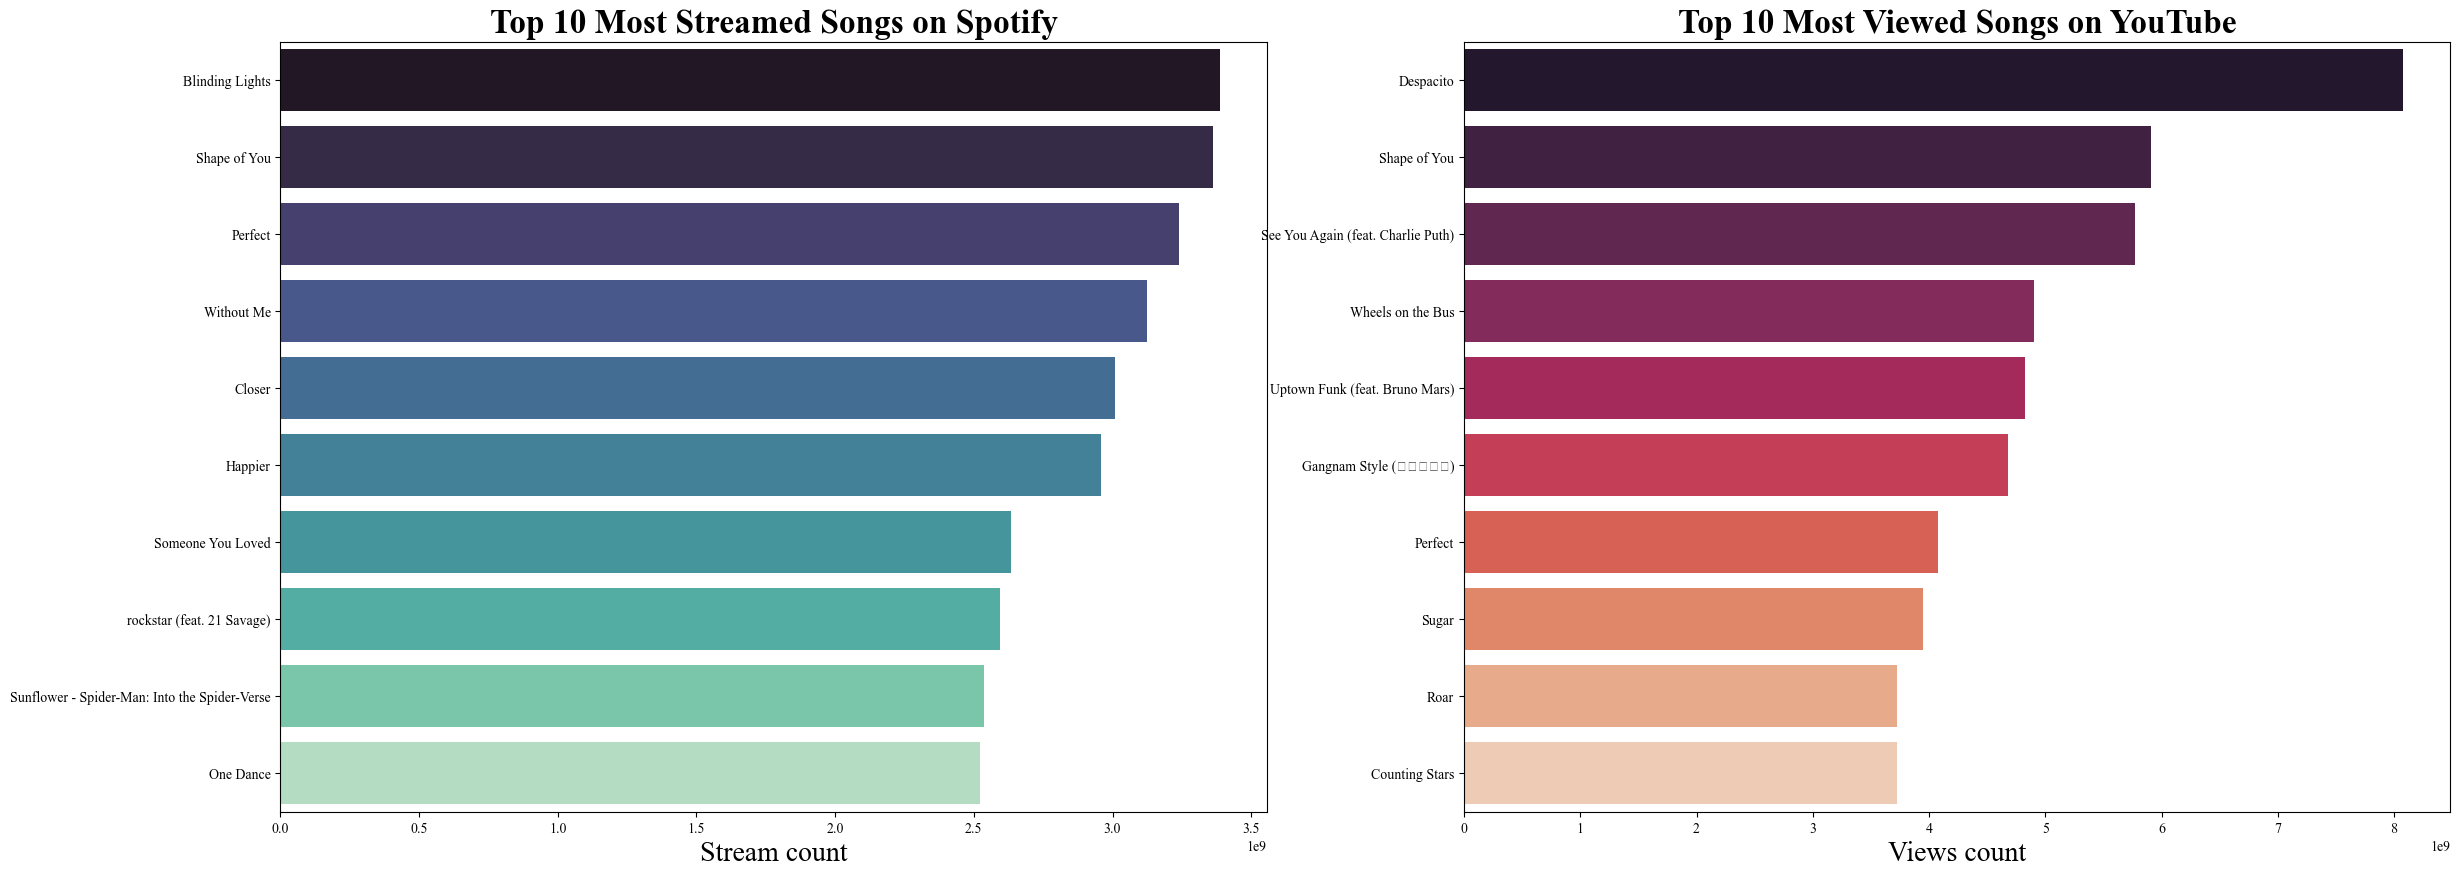 Top 10 Most Streamed Songs on Spotify
Blinding Lights
Shape of You
Perfect
Without Me
Closer
Happier
Someone You Loved
rockstar (feat. 21 Savage)
Sunflower - Spider-Man: Into the Spider-Verse
One Dance
0.0 0.5 1.0 1.5 2.0 2.5 3.0 3.5
1e9
Stream count
Top 10 Most Viewed Songs on YouTube
Despacito
Shape of You
See You Again (feat. Charlie Puth)
Wheels on the Bus
Uptown Funk (feat. Bruno Mars)
Gangnam Style (□□□□□)
Perfect
Sugar
Roar
Counting Stars
0 1 2 3 4 5 6 7 8
1e9
Views count